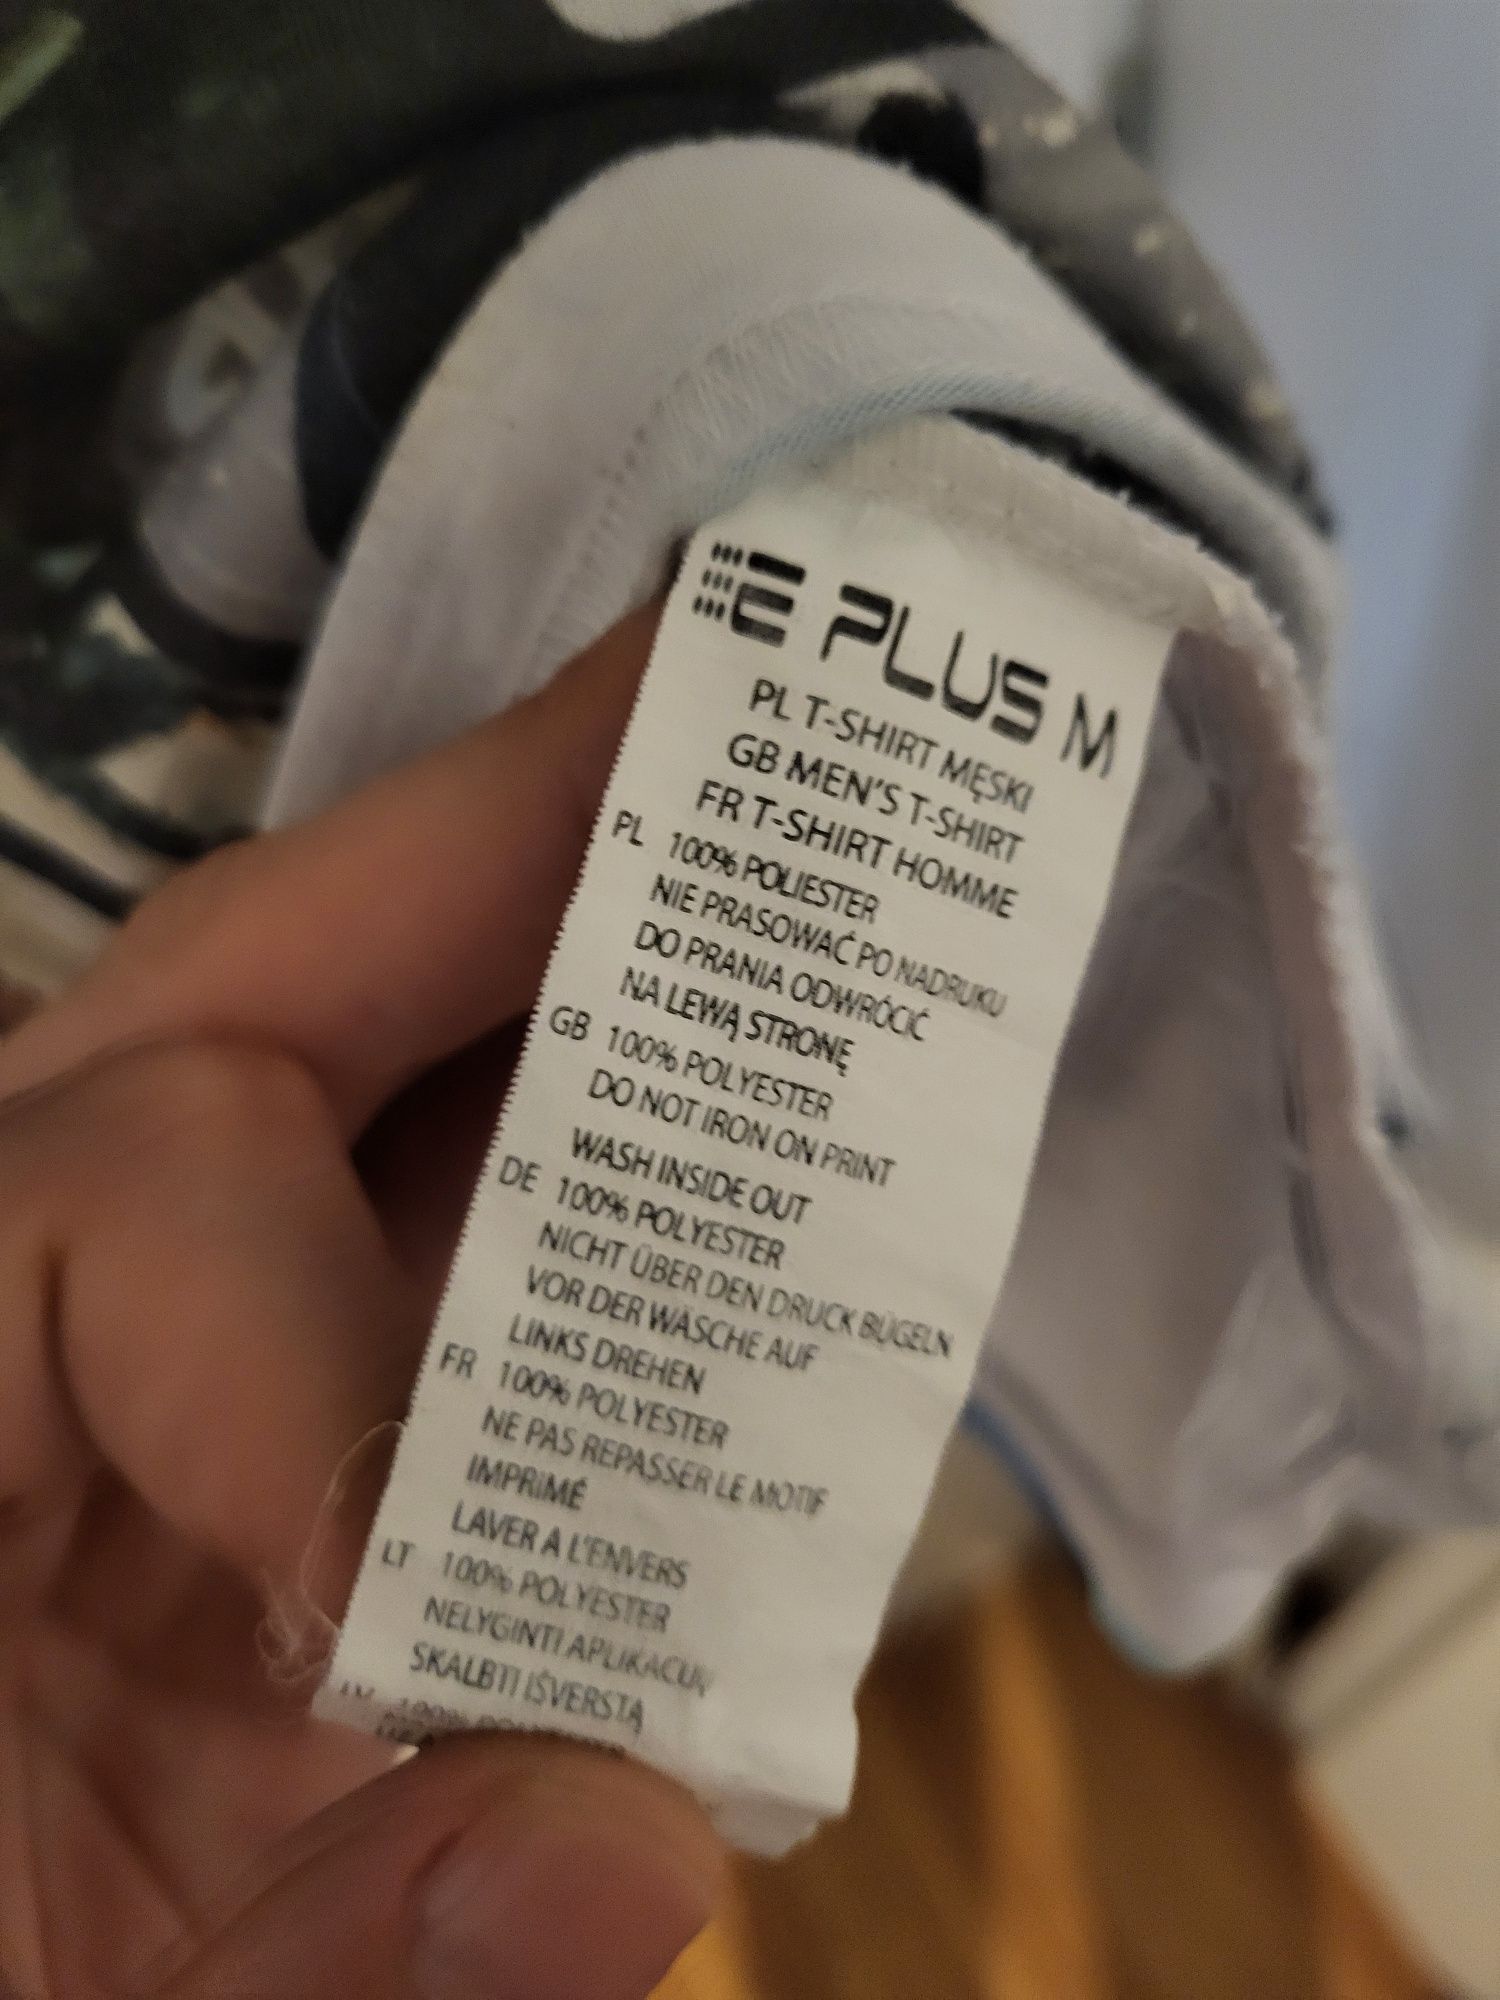 E PLUS M
PL T-SHIRT MĘSKI
GB MEN'S T-SHIRT
FR T-SHIRT HOMME
PL 100% POLIESTER
NIE PRASOWAĆ PO NADRUKU
DO PRANIA ODWRÓCIĆ
NA LEWĄ STRONĘ
GB 100% POLYESTER
DO NOT IRON ON PRINT
WASH INSIDE OUT
DE 100% POLYESTER
NICHT ÜBER DEN DRUCK BÜGELN
VOR DER WÄSCHE AUF
LINKS DREHEN
FR 100% POLYESTER
NE PAS REPASSER LE MOTIF
IMPRIMÉ
LAVER A L'ENVERS
LT 100% POLYESTER
NELYGINTI APLIKACIJŲ
SKALBTI IŠVERSTĄ
LV 100%